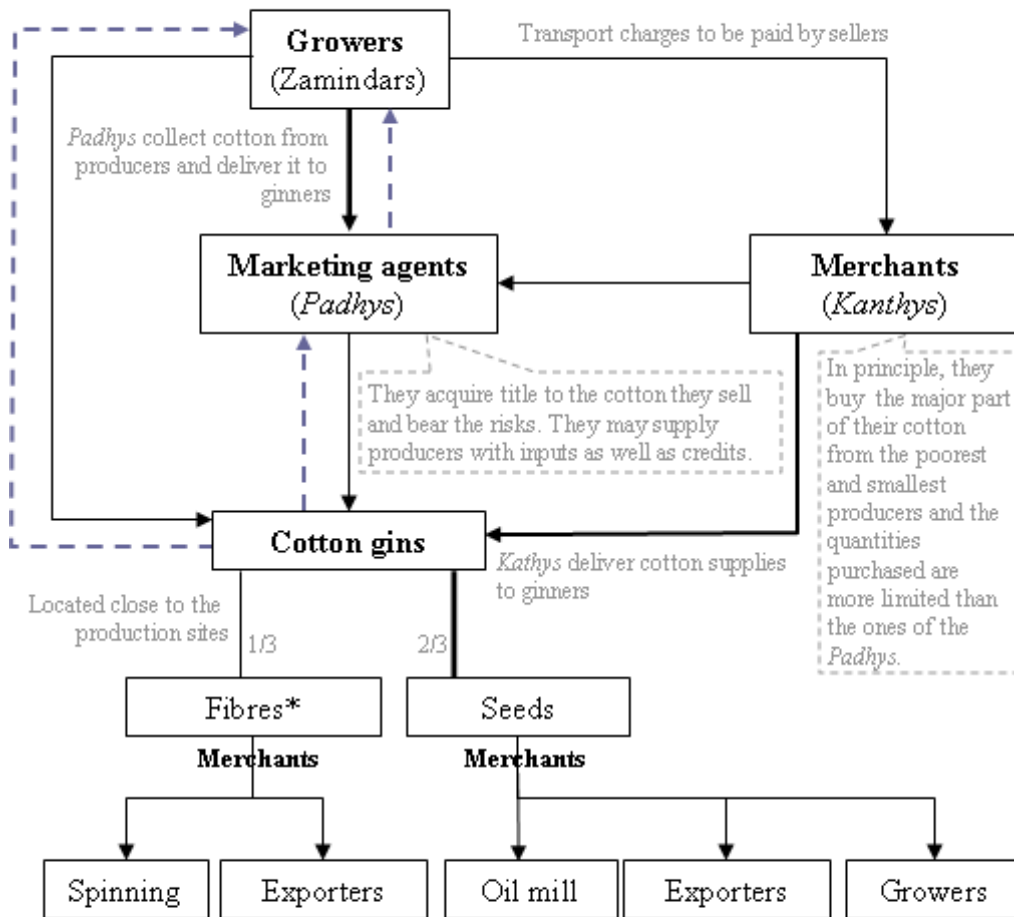 Growers
(Zamindars)
Transport charges to be paid by sellers
Padhys collect cotton from
producers and deliver it to
ginners
Marketing agents
(Padhys)
Merchants
(Kanthys)
They acquire title to the cotton they sell
and bear the risks. They may supply
producers with inputs as well as credits.
In principle, they
buy the major part
of their cotton
from the poorest
and smallest
producers and the
quantities
purchased are
more limited than
the ones of the
Padhys.
Cotton gins
Kathys deliver cotton supplies
to ginners
Located close to the
production sites
1/3
2/3
Fibres*
Seeds
Merchants
Merchants
Spinning
Exporters
Oil mill
Exporters
Growers